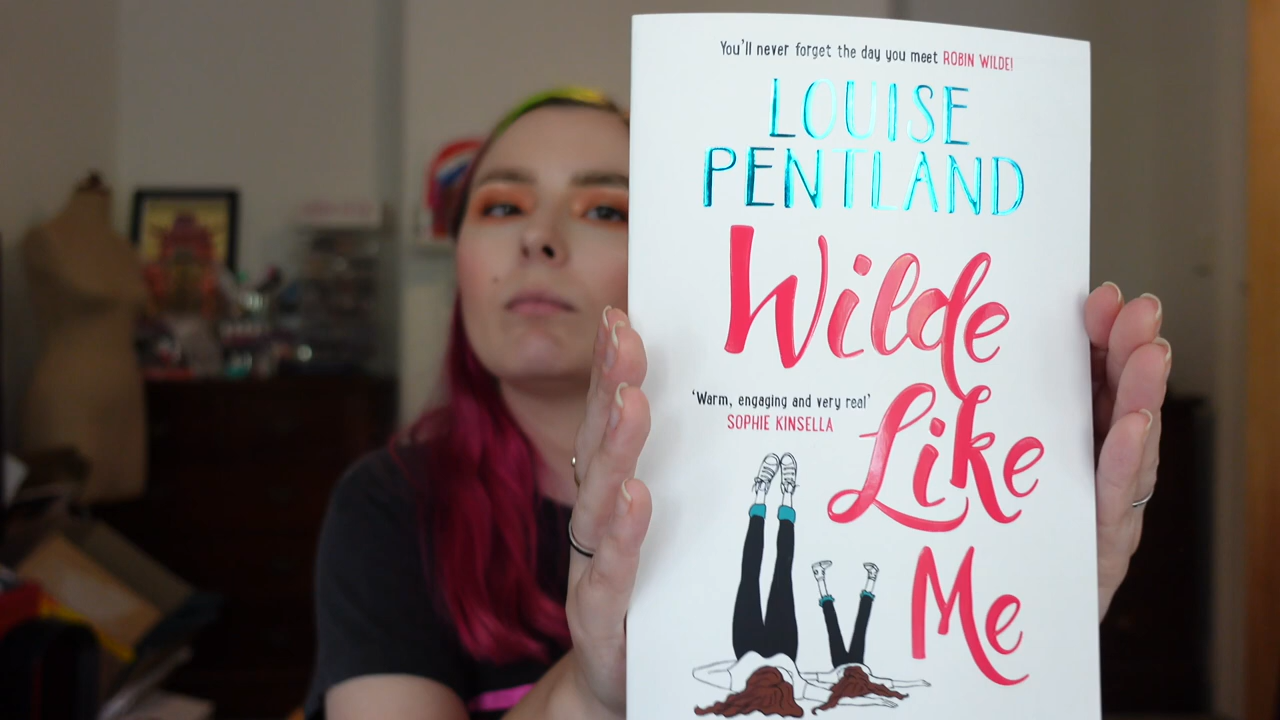 You'll never forget the day you meet ROBIN WILDE!
LOUISE
PENTLAND
Wilde
Like
Me
'Warm, engaging and very real'
SOPHIE KINSELLA